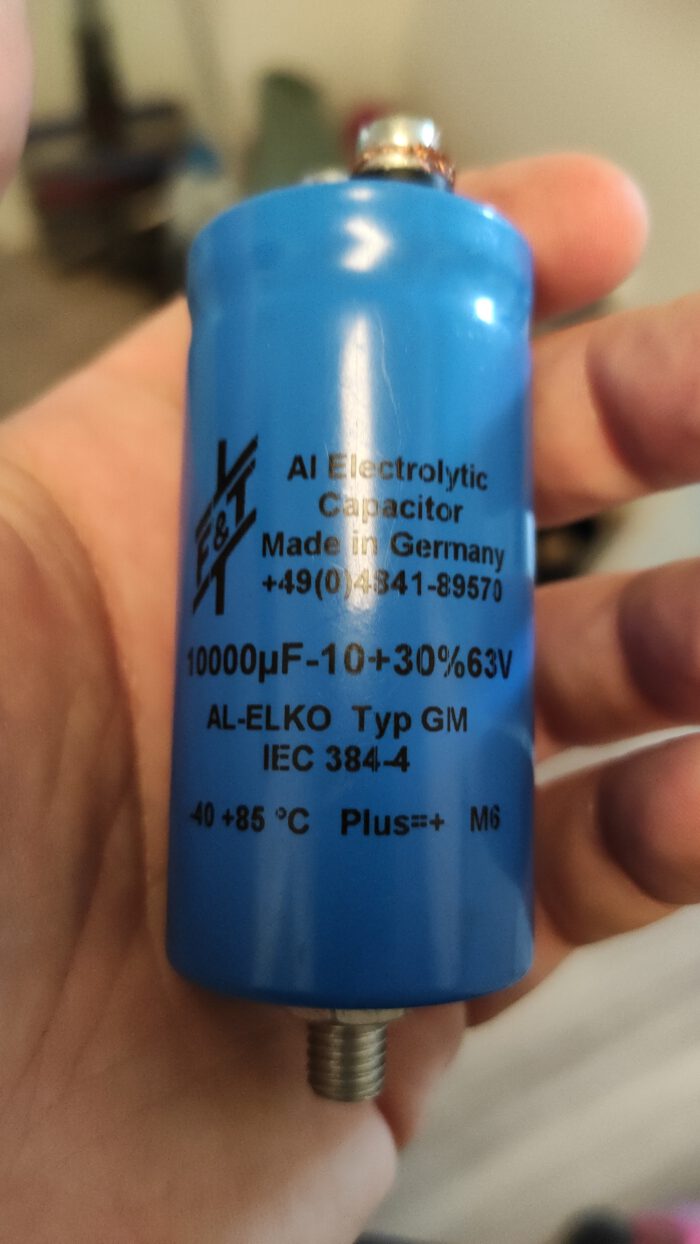 F&T
Al Electrolytic
Capacitor
Made in Germany
+49(0)4841-89570
10000µF-10+30%63V
AL-ELKO Typ GM
IEC 384-4
-40 +85 °C Plus=+ M6